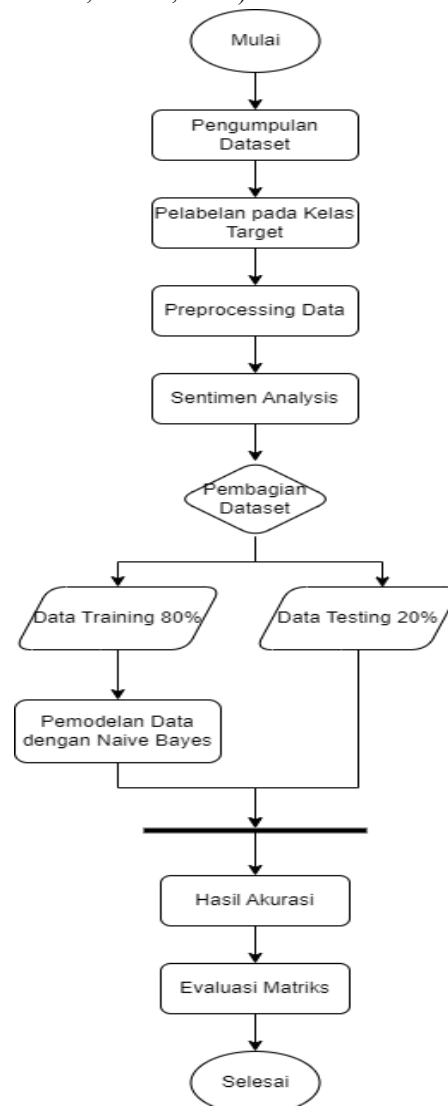 Mulai
Pengumpulan
Dataset
Pelabelan pada Kelas
Target
Preprocessing Data
Sentimen Analysis
Pembagian
Dataset
Data Training 80%
Data Testing 20%
Pemodelan Data
dengan Naive Bayes
Hasil Akurasi
Evaluasi Matriks
Selesai